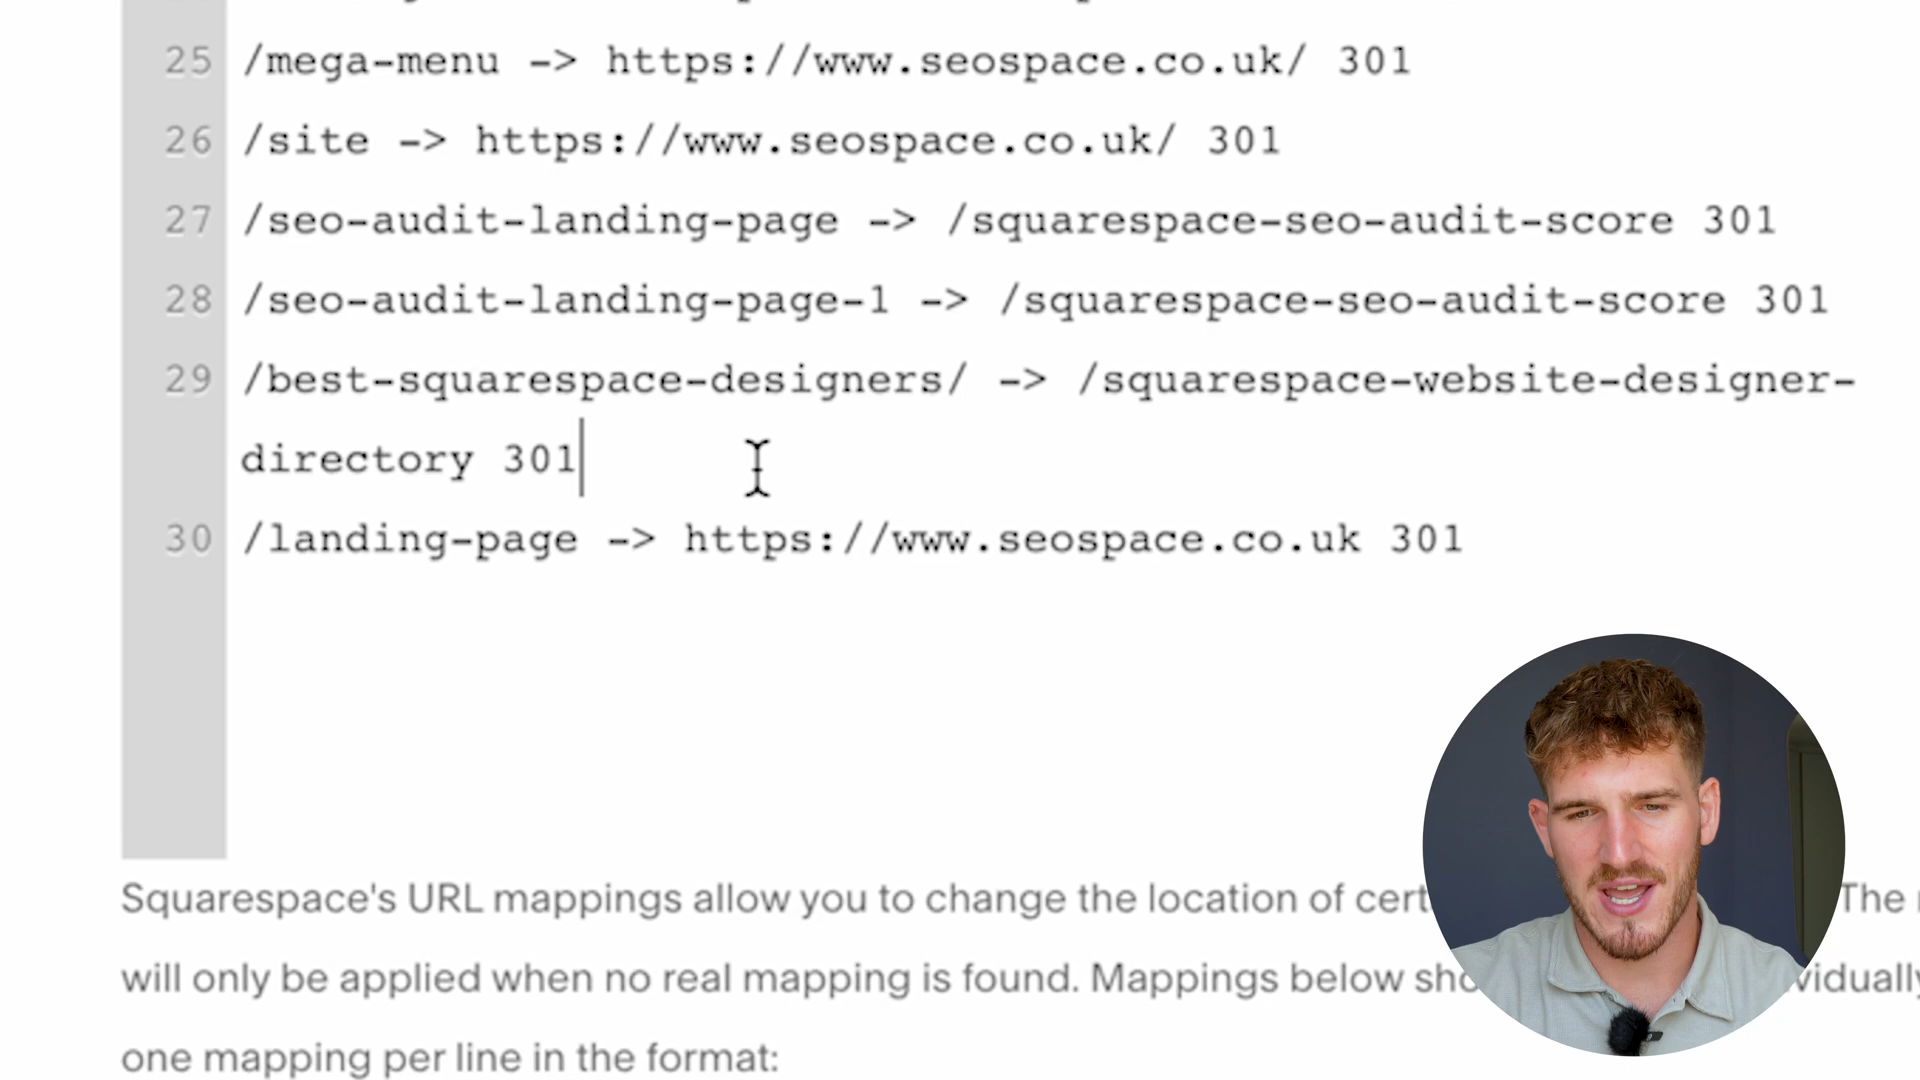 25 /mega-menu -> https://www.seospace.co.uk/ 301
26 /site -> https://www.seospace.co.uk/ 301
27 /seo-audit-landing-page -> /squarespace-seo-audit-score 301
28 /seo-audit-landing-page-1 -> /squarespace-seo-audit-score 301
29 /best-squarespace-designers/ -> /squarespace-website-designer-
directory 301
30 /landing-page -> https://www.seospace.co.uk 301
Squarespace's URL mappings allow you to change the location of The
will only be applied when no real mapping is found. Mappings below
one mapping per line in the format: